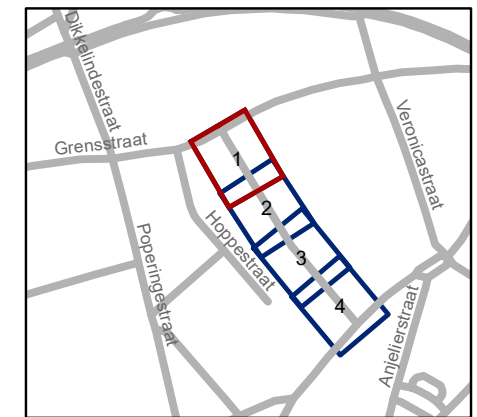 Dikkelindestraat
Grensstraat
Veronicastraat
1
2
Hoppestraat
Poperingestraat
3
4
Anjelierstraat